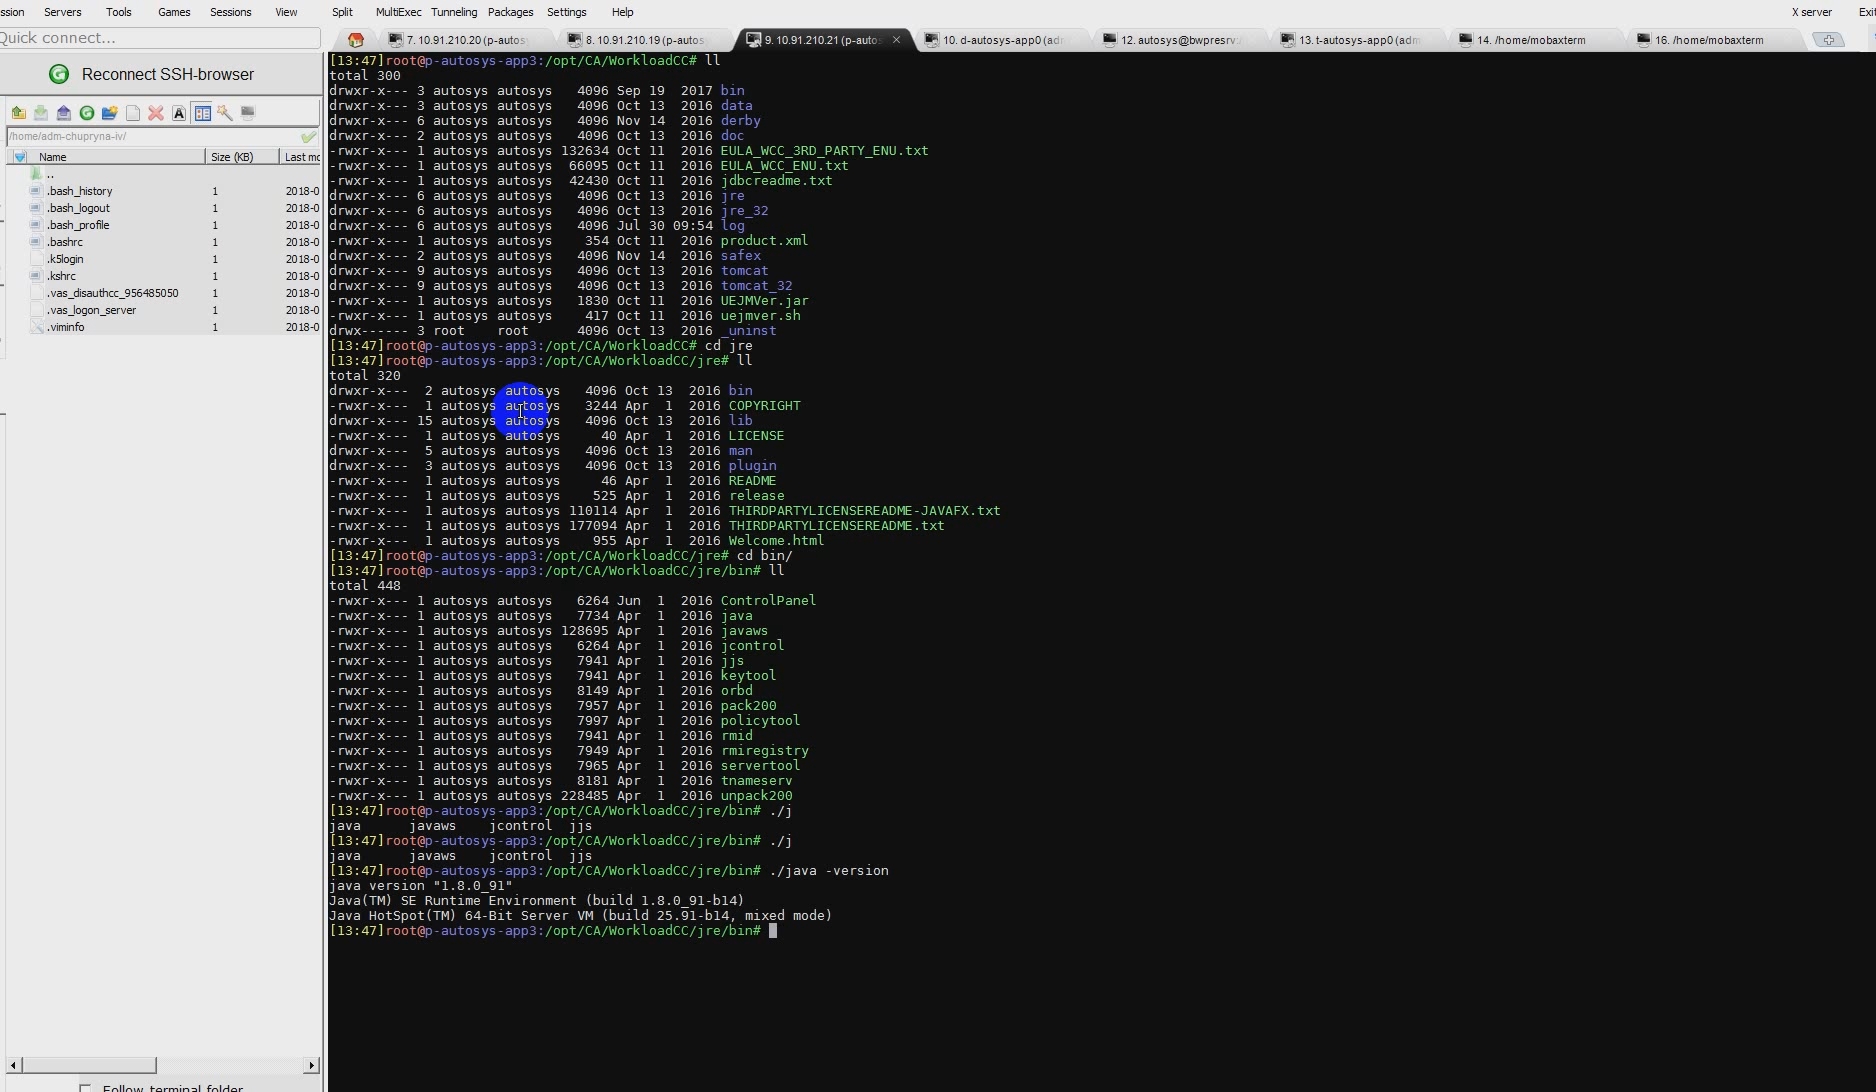 ssion Servers Tools Games Sessions View Split MultiExec Tunneling Packages Settings Help X server Exi
Quick connect...
7. 10.91.210.20 (p-autos
8. 10.91.210.19 (p-autos
9. 10.91.210.21 (p-autos
10. d-autosys-app0 (adm
12. autosys@bwpresrv:
13. t-autosys-app0 (adm
14. /home/mobaxterm
16. /home/mobaxterm
Reconnect SSH-browser
/home/adm-chupryna-iv/
Name Size (KB) Last mo
..
.bash_history 1 2018-0
.bash_logout 1 2018-0
.bash_profile 1 2018-0
.bashrc 1 2018-0
.k5login 1 2018-0
.kshrc 1 2018-0
.vas_disauthcc_956485050 1 2018-0
.vas_logon_server 1 2018-0
.viminfo 1 2018-0
Follow terminal folder
[13:47]root@p-autosys-app3:/opt/CA/WorkloadCC# ll
total 300
drwxr-x--- 3 autosys autosys 4096 Sep 19 2017 bin
drwxr-x--- 3 autosys autosys 4096 Oct 13 2016 data
drwxr-x--- 6 autosys autosys 4096 Nov 14 2016 derby
drwxr-x--- 2 autosys autosys 4096 Oct 13 2016 doc
-rwxr-x--- 1 autosys autosys 132634 Oct 11 2016 EULA_WCC_3RD_PARTY_ENU.txt
-rwxr-x--- 1 autosys autosys 66095 Oct 11 2016 EULA_WCC_ENU.txt
-rwxr-x--- 1 autosys autosys 42430 Oct 11 2016 jdbcreadme.txt
drwxr-x--- 6 autosys autosys 4096 Oct 13 2016 jre
drwxr-x--- 6 autosys autosys 4096 Oct 13 2016 jre_32
drwxr-x--- 6 autosys autosys 4096 Jul 30 09:54 log
-rwxr-x--- 1 autosys autosys 354 Oct 11 2016 product.xml
drwxr-x--- 2 autosys autosys 4096 Nov 14 2016 safex
drwxr-x--- 9 autosys autosys 4096 Oct 13 2016 tomcat
drwxr-x--- 9 autosys autosys 4096 Oct 13 2016 tomcat_32
-rwxr-x--- 1 autosys autosys 1830 Oct 11 2016 UEJMVer.jar
-rwxr-x--- 1 autosys autosys 417 Oct 11 2016 uejmver.sh
drwx------ 3 root root 4096 Oct 13 2016 _uninst
[13:47]root@p-autosys-app3:/opt/CA/WorkloadCC# cd jre
[13:47]root@p-autosys-app3:/opt/CA/WorkloadCC/jre# ll
total 320
drwxr-x--- 2 autosys autosys 4096 Oct 13 2016 bin
-rwxr-x--- 1 autosys autosys 3244 Apr 1 2016 COPYRIGHT
drwxr-x--- 15 autosys autosys 4096 Oct 13 2016 lib
-rwxr-x--- 1 autosys autosys 40 Apr 1 2016 LICENSE
drwxr-x--- 5 autosys autosys 4096 Oct 13 2016 man
drwxr-x--- 3 autosys autosys 4096 Oct 13 2016 plugin
-rwxr-x--- 1 autosys autosys 46 Apr 1 2016 README
-rwxr-x--- 1 autosys autosys 525 Apr 1 2016 release
-rwxr-x--- 1 autosys autosys 110114 Apr 1 2016 THIRDPARTYLICENSEREADME-JAVAFX.txt
-rwxr-x--- 1 autosys autosys 177094 Apr 1 2016 THIRDPARTYLICENSEREADME.txt
-rwxr-x--- 1 autosys autosys 955 Apr 1 2016 Welcome.html
[13:47]root@p-autosys-app3:/opt/CA/WorkloadCC/jre# cd bin/
[13:47]root@p-autosys-app3:/opt/CA/WorkloadCC/jre/bin# ll
total 448
-rwxr-x--- 1 autosys autosys 6264 Jun 1 2016 ControlPanel
-rwxr-x--- 1 autosys autosys 7734 Apr 1 2016 java
-rwxr-x--- 1 autosys autosys 128695 Apr 1 2016 javaws
-rwxr-x--- 1 autosys autosys 6264 Apr 1 2016 jcontrol
-rwxr-x--- 1 autosys autosys 7941 Apr 1 2016 jjs
-rwxr-x--- 1 autosys autosys 7941 Apr 1 2016 keytool
-rwxr-x--- 1 autosys autosys 8149 Apr 1 2016 orbd
-rwxr-x--- 1 autosys autosys 7957 Apr 1 2016 pack200
-rwxr-x--- 1 autosys autosys 7997 Apr 1 2016 policytool
-rwxr-x--- 1 autosys autosys 7941 Apr 1 2016 rmid
-rwxr-x--- 1 autosys autosys 7949 Apr 1 2016 rmiregistry
-rwxr-x--- 1 autosys autosys 7965 Apr 1 2016 servertool
-rwxr-x--- 1 autosys autosys 8181 Apr 1 2016 tnameserv
-rwxr-x--- 1 autosys autosys 228485 Apr 1 2016 unpack200
[13:47]root@p-autosys-app3:/opt/CA/WorkloadCC/jre/bin# ./j
java javaws jcontrol jjs
[13:47]root@p-autosys-app3:/opt/CA/WorkloadCC/jre/bin# ./j
java javaws jcontrol jjs
[13:47]root@p-autosys-app3:/opt/CA/WorkloadCC/jre/bin# ./java -version
java version "1.8.0_91"
Java(TM) SE Runtime Environment (build 1.8.0_91-b14)
Java HotSpot(TM) 64-Bit Server VM (build 25.91-b14, mixed mode)
[13:47]root@p-autosys-app3:/opt/CA/WorkloadCC/jre/bin#